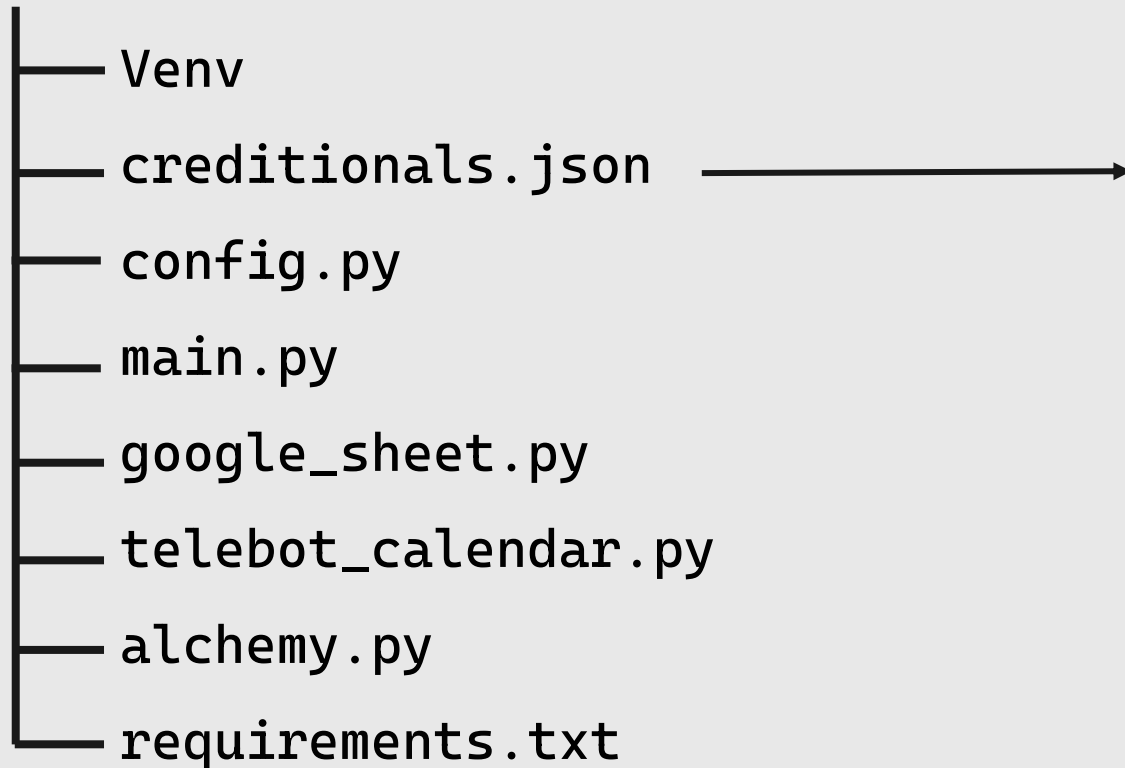 Venv
creditionals.json
config.py
main.py
google_sheet.py
telebot_calendar.py
alchemy.py
requirements.txt